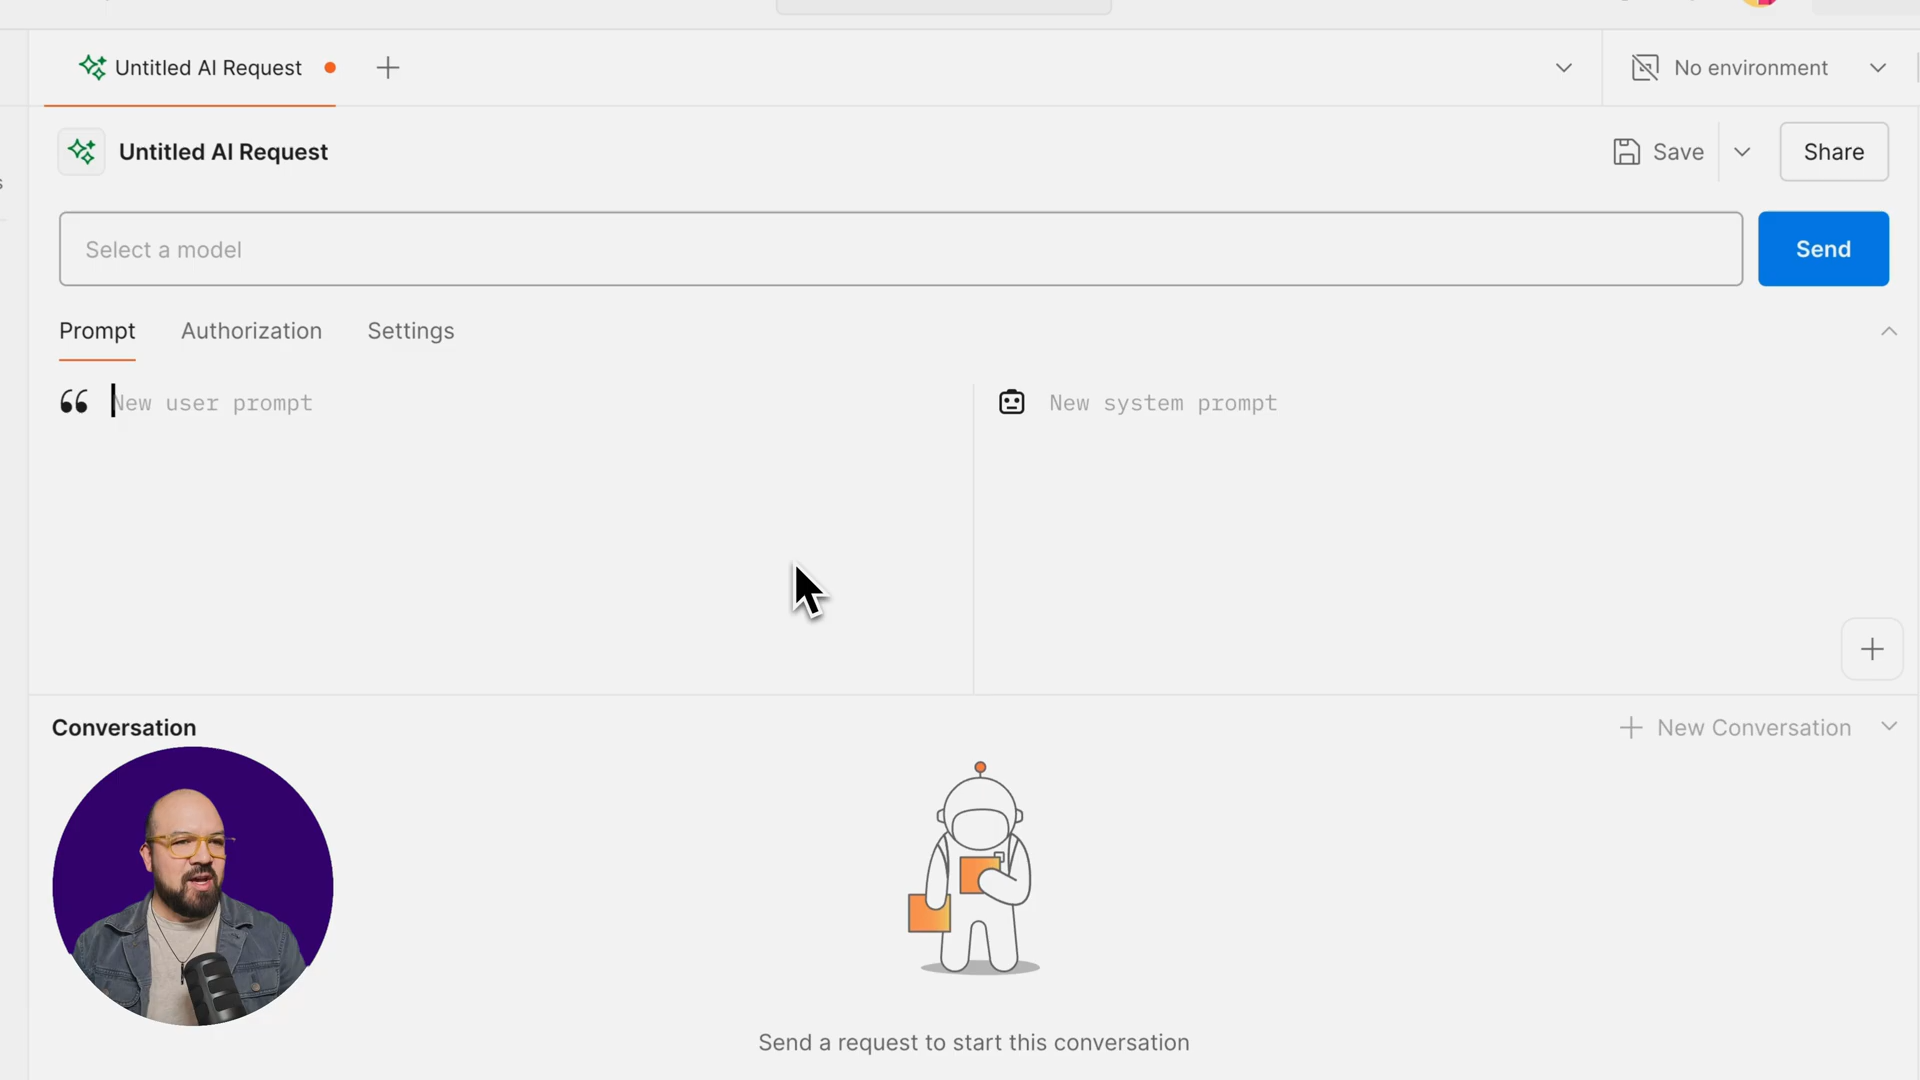 Untitled AI Request
No environment
Untitled AI Request
Save
Share
Select a model
Send
Prompt
Authorization
Settings
New user prompt
New system prompt
Conversation
New Conversation
Send a request to start this conversation